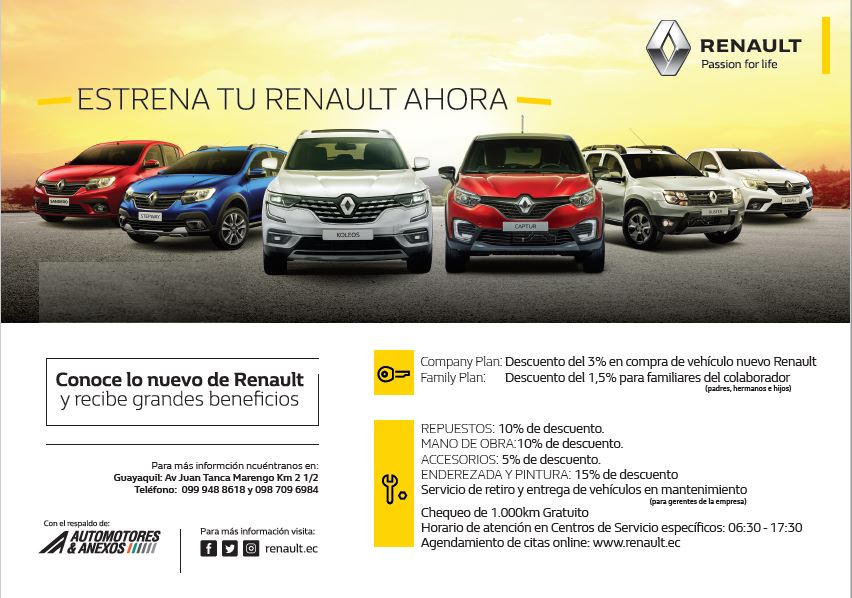 RENAULT
Passion for life
ESTRENA TU RENAULT AHORA
SANDERO
STEPWAY
KOLEOS
CAPTUR
DUSTER
LOGAN
Conoce lo nuevo de Renault
y recibe grandes beneficios
Para más informción ncuéntranos en:
Guayaquil: Av Juan Tanca Marengo Km 2 1/2
Teléfono: 099 948 8618 y 098 709 6984
Con el respaldo de:
AUTOMOTORES
& ANEXOS
Para más información visita:
renault.ec
Company Plan: Descuento del 3% en compra de vehículo nuevo Renault
Family Plan: Descuento del 1,5% para familiares del colaborador
(padres, hermanos e hijos)
REPUESTOS: 10% de descuento.
MANO DE OBRA:10% de descuento.
ACCESORIOS: 5% de descuento.
ENDEREZADA Y PINTURA: 15% de descuento
Servicio de retiro y entrega de vehículos en mantenimiento
(para gerentes de la empresa)
Chequeo de 1.000km Gratuito
Horario de atención en Centros de Servicio específicos: 06:30 - 17:30
Agendamiento de citas online: www.renault.ec